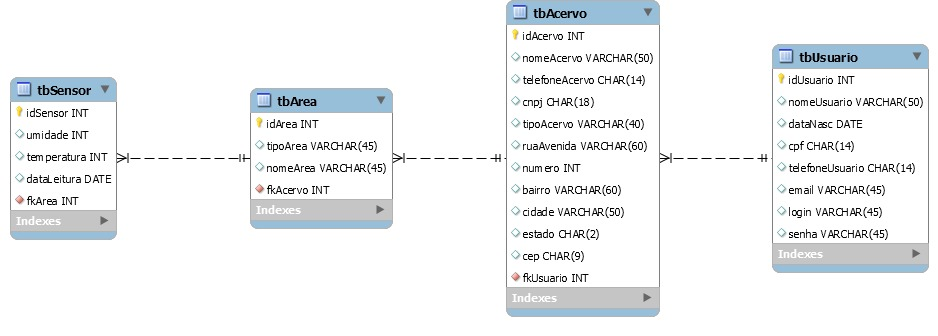 tbSensor
idSensor INT
umidade INT
temperatura INT
dataLeitura DATE
fkArea INT
Indexes
tbArea
idArea INT
tipoArea VARCHAR(45)
nomeArea VARCHAR(45)
fkAcervo INT
Indexes
tbAcervo
idAcervo INT
nomeAcervo VARCHAR(50)
telefoneAcervo CHAR(14)
cnpj CHAR(18)
tipoAcervo VARCHAR(40)
ruaAvenida VARCHAR(60)
numero INT
bairro VARCHAR(60)
cidade VARCHAR(50)
estado CHAR(2)
cep CHAR(9)
fkUsuario INT
Indexes
tbUsuario
idUsuario INT
nomeUsuario VARCHAR(50)
dataNasc DATE
cpf CHAR(14)
telefoneUsuario CHAR(14)
email VARCHAR(45)
login VARCHAR(45)
senha VARCHAR(45)
Indexes